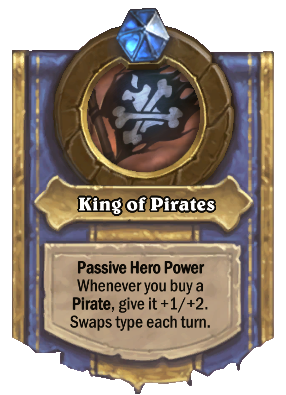 King of Pirates
Passive Hero Power
Whenever you buy a
Pirate, give it +1/+2.
Swaps type each turn.